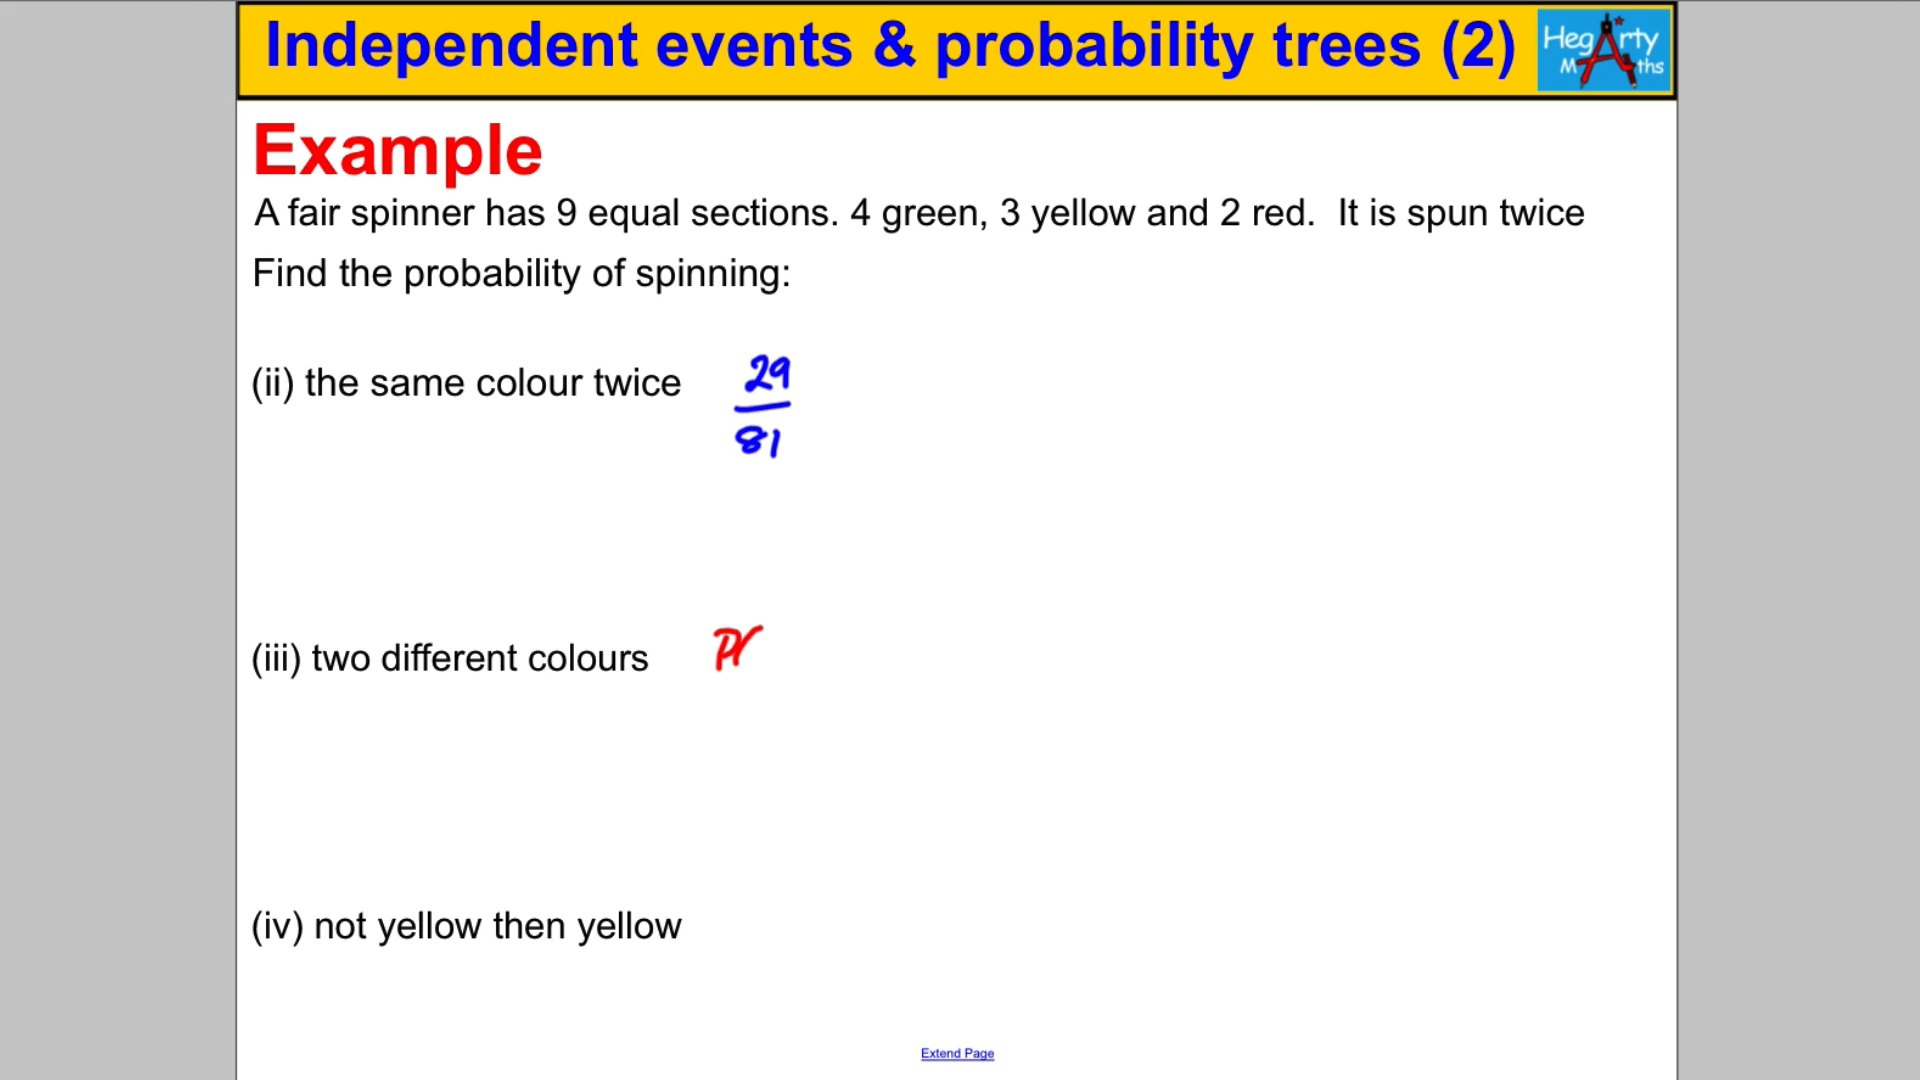 Independent events & probability trees (2)
HegArty
Maths
Example
A fair spinner has 9 equal sections. 4 green, 3 yellow and 2 red. It is spun twice
Find the probability of spinning:
(ii) the same colour twice
29
81
(iii) two different colours Pr
(iv) not yellow then yellow
Extend Page